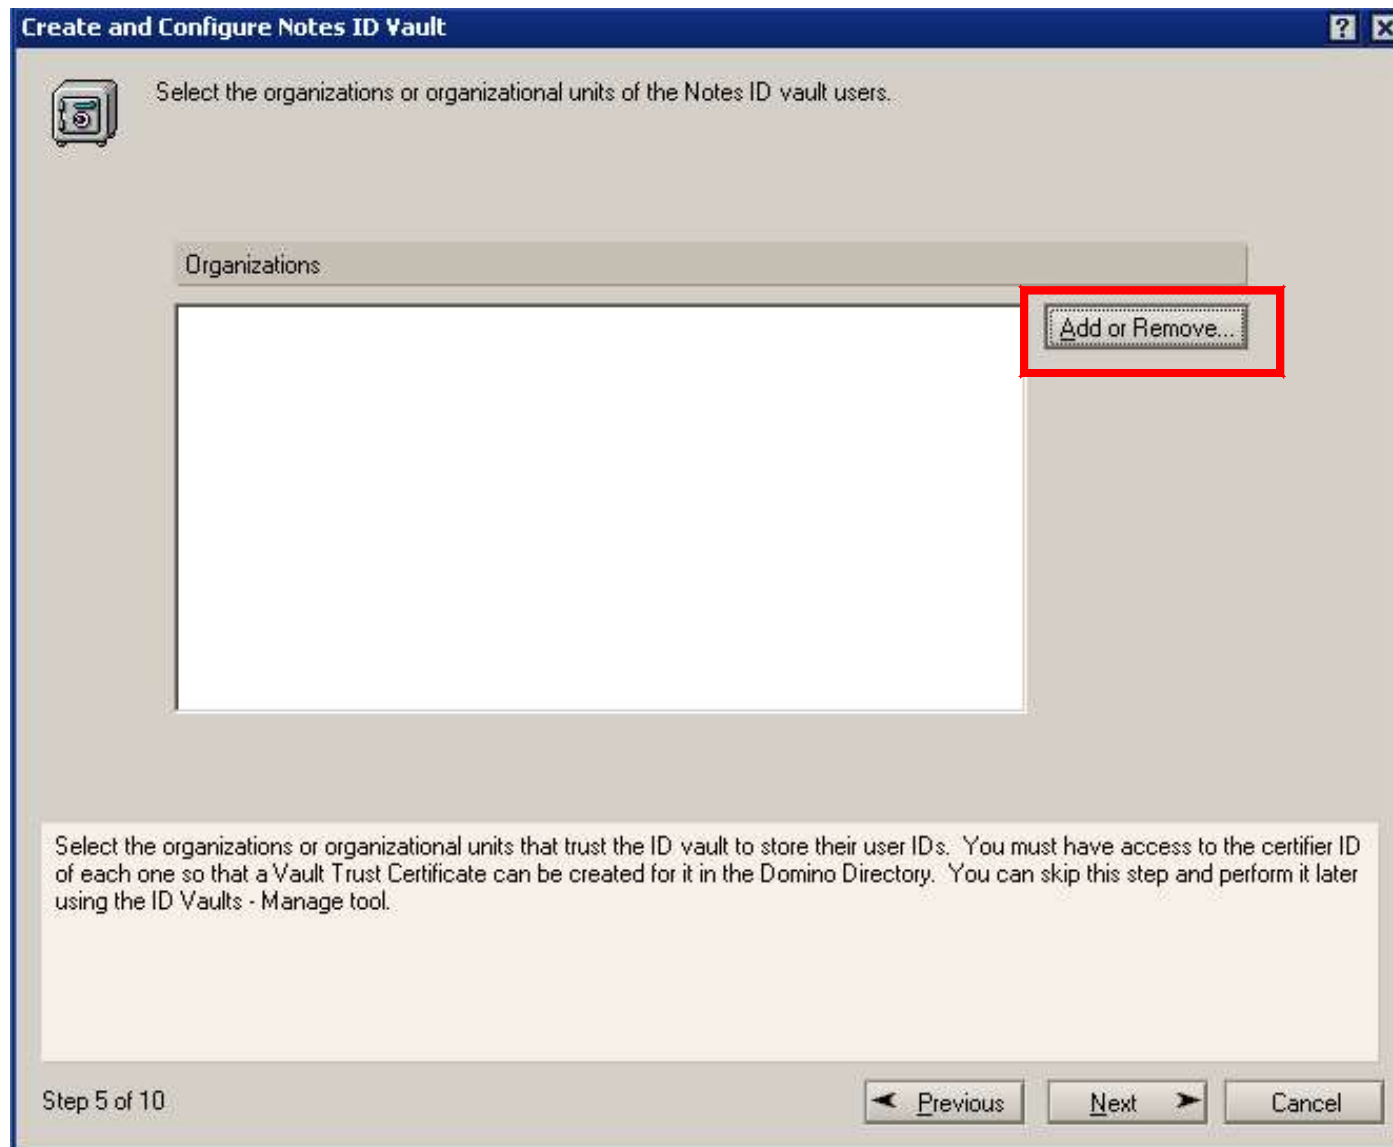 Create and Configure Notes ID Vault
Select the organizations or organizational units of the Notes ID vault users.
Organizations
Add or Remove...
Select the organizations or organizational units that trust the ID vault to store their user IDs.  You must have access to the certifier ID
of each one so that a Vault Trust Certificate can be created for it in the Domino Directory.  You can skip this step and perform it later
using the ID Vaults - Manage tool.
Step 5 of 10
Previous
Next
Cancel